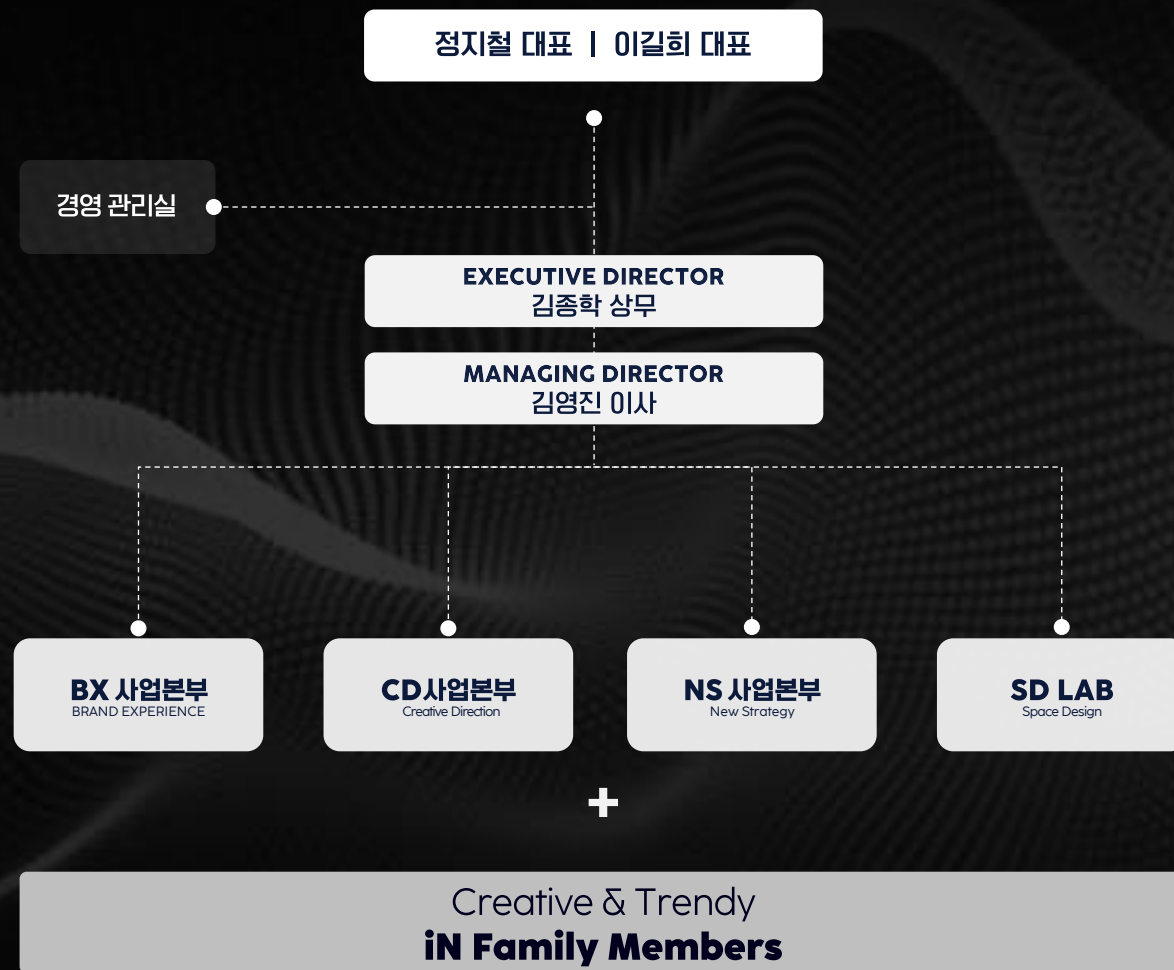 정지철 대표 | 이길희 대표
경영 관리실
EXECUTIVE DIRECTOR
김종학 상무
MANAGING DIRECTOR
김영진 이사
BX 사업본부
BRAND EXPERIENCE
CD사업본부
Creative Direction
NS 사업본부
New Strategy
SD LAB
Space Design
+
Creative & Trendy
iN Family Members